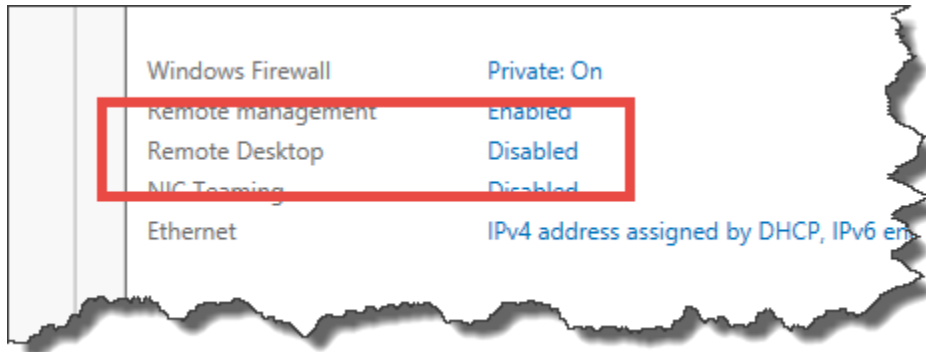 Windows Firewall Private: On
Remote management Enabled
Remote Desktop Disabled
NIC Teaming Disabled
Ethernet IPv4 address assigned by DHCP, IPv6 en